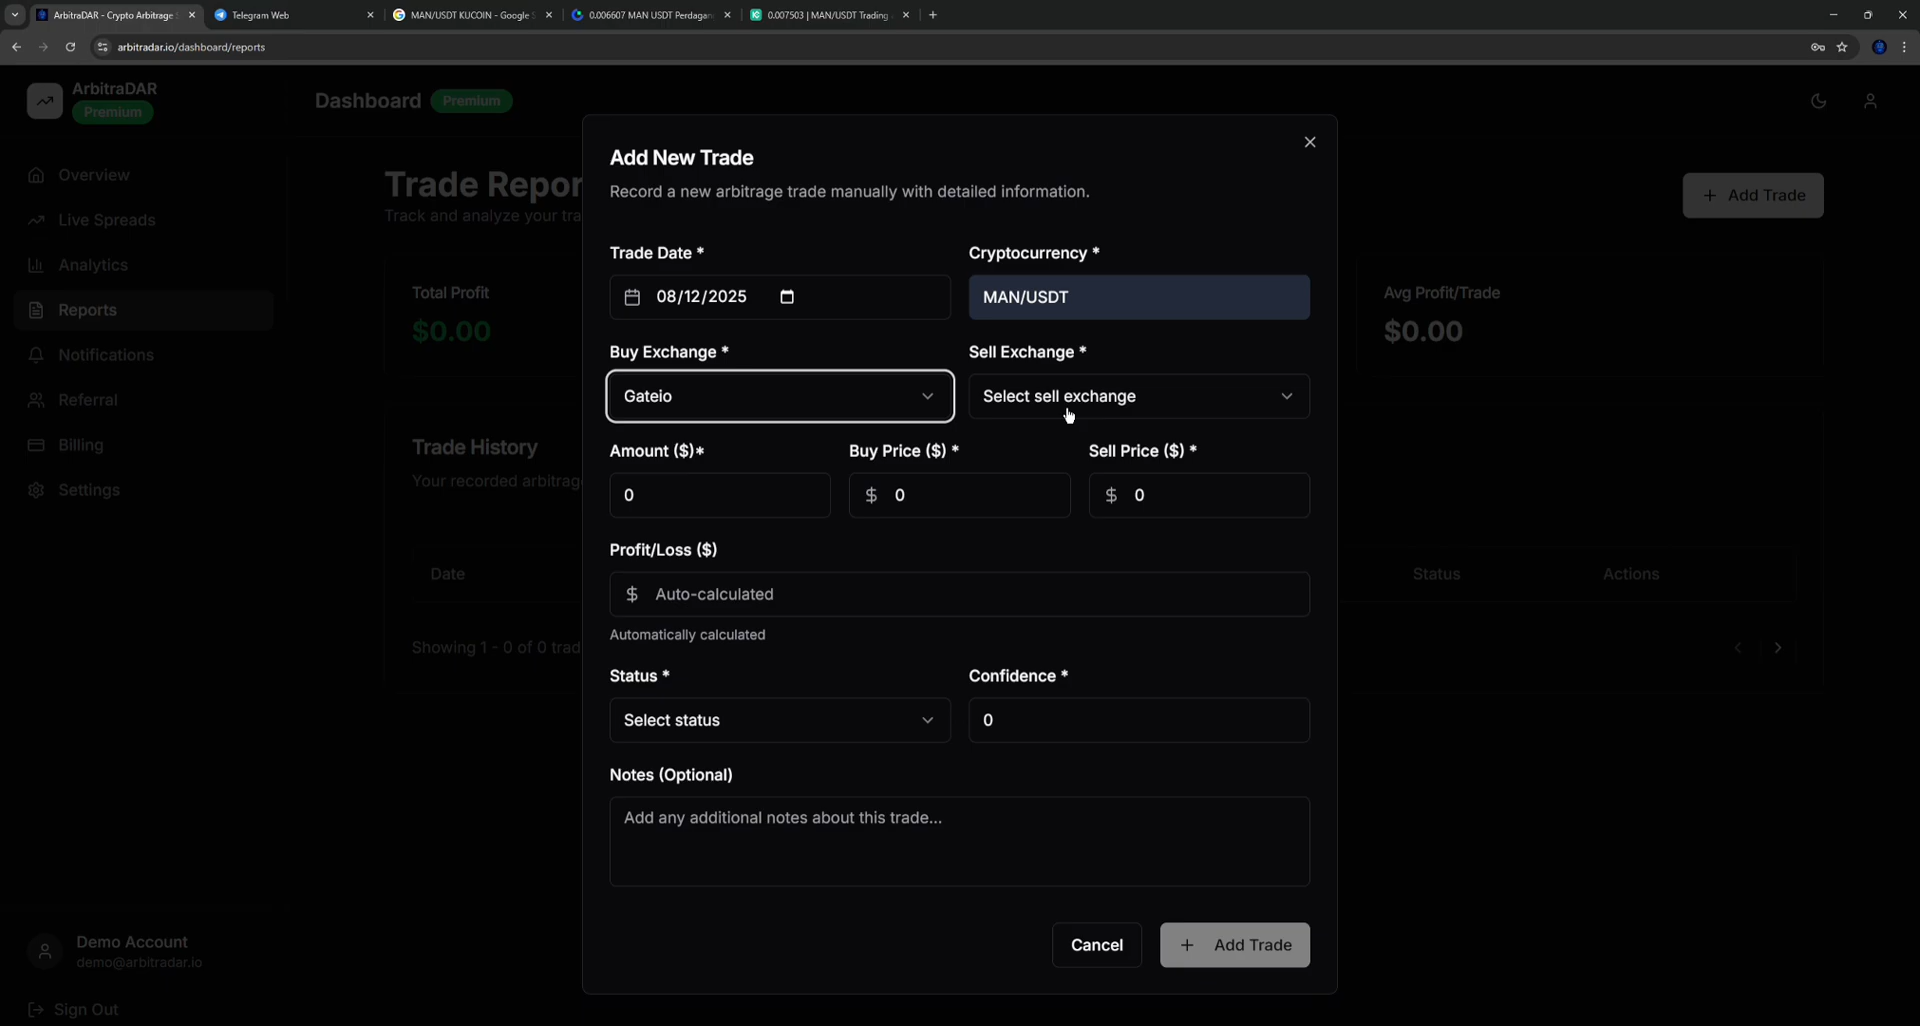 ArbitraDAR - Crypto Arbitrage
Telegram Web
MAN/USDT KUCOIN - Google
0.006607 MAN USDT Perdagan
0.007503 | MAN/USDT Trading
arbitradar.io/dashboard/reports
ArbitraDAR
Premium
Dashboard
Premium
Overview
Live Spreads
Analytics
Reports
Notifications
Referral
Billing
Settings
Demo Account
demo@arbitradar.io
Sign Out
Trade Repor
Track and analyze your tra
+ Add Trade
Total Profit
$0.00
Avg Profit/Trade
$0.00
Trade History
Your recorded arbitrag
Date
Status
Actions
Showing 1 - 0 of 0 trad
Add New Trade
Record a new arbitrage trade manually with detailed information.
Trade Date *
Cryptocurrency *
08/12/2025
MAN/USDT
Buy Exchange *
Sell Exchange *
Gateio
Select sell exchange
Amount ($)*
Buy Price ($) *
Sell Price ($) *
0
$ 0
$ 0
Profit/Loss ($)
$ Auto-calculated
Automatically calculated
Status *
Confidence *
Select status
0
Notes (Optional)
Add any additional notes about this trade...
Cancel
+ Add Trade